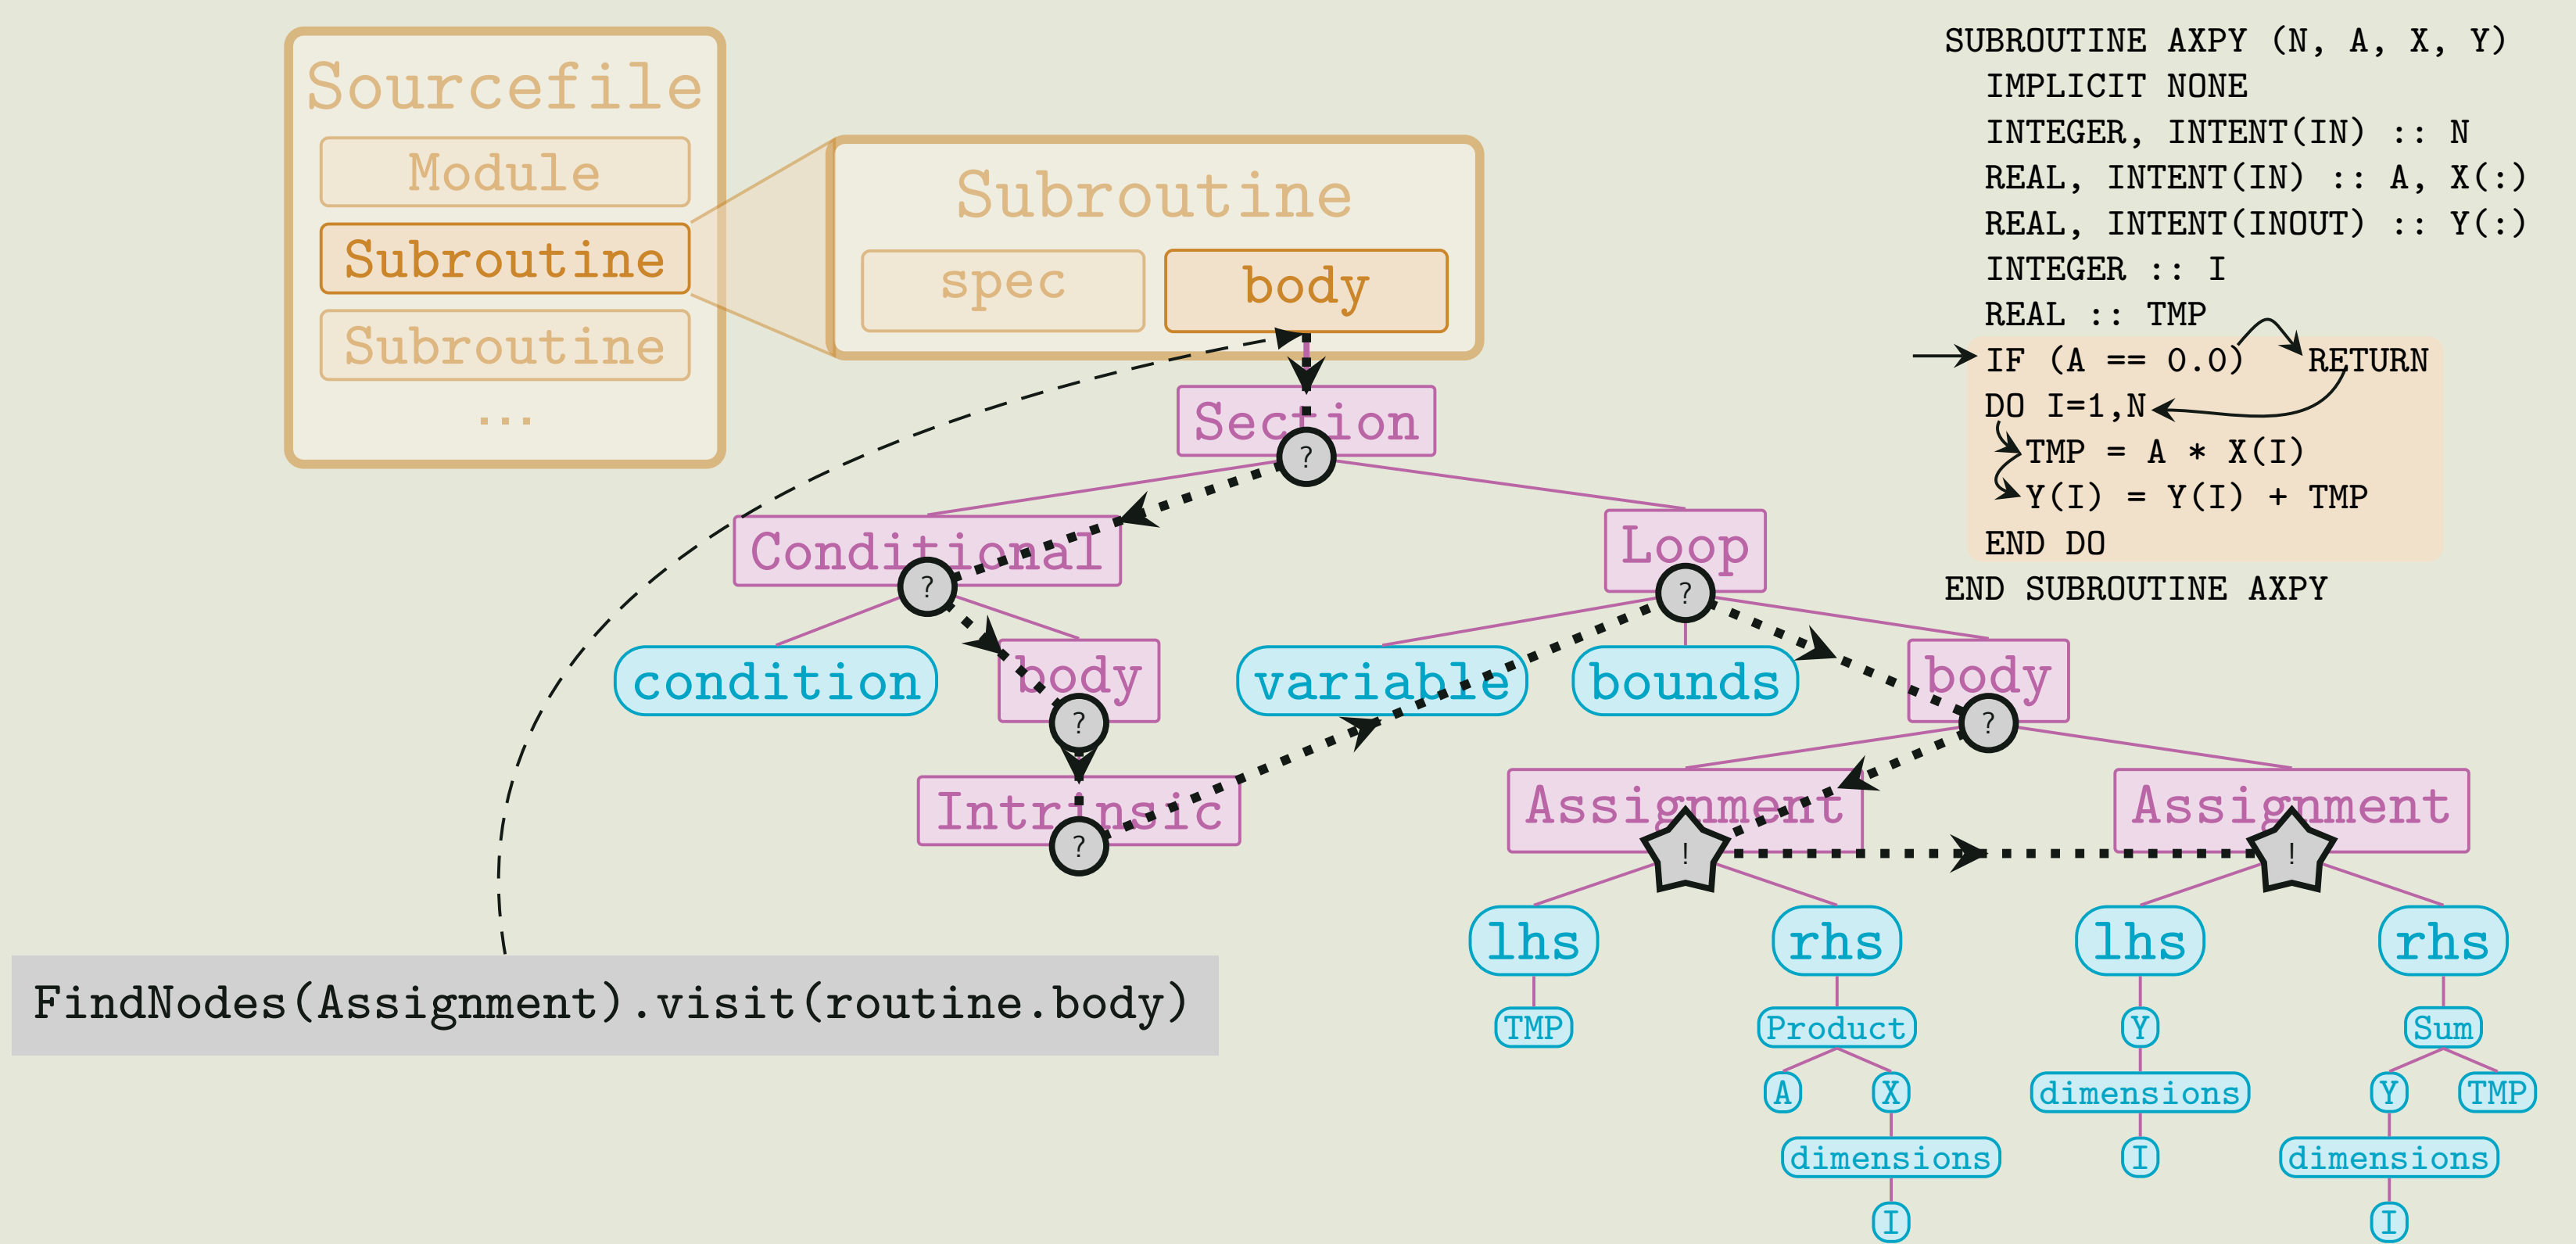 Sourcefile
Module
Subroutine
Subroutine
...
Subroutine
spec
body
SUBROUTINE AXPY (N, A, X, Y)
IMPLICIT NONE
INTEGER, INTENT(IN) :: N
REAL, INTENT(IN) :: A, X(:)
REAL, INTENT(INOUT) :: Y(:)
INTEGER :: I
REAL :: TMP
IF (A == 0.0) RETURN
DO I=1,N
TMP = A * X(I)
Y(I) = Y(I) + TMP
END DO
END SUBROUTINE AXPY
Section
?
Conditional
?
Loop
?
condition
body
?
variable
bounds
body
?
Intrinsic
?
Assignment
!
Assignment
!
lhs
rhs
lhs
rhs
FindNodes(Assignment).visit(routine.body)
TMP
Product
Y
Sum
A
X
dimensions
Y
TMP
dimensions
I
dimensions
I
I